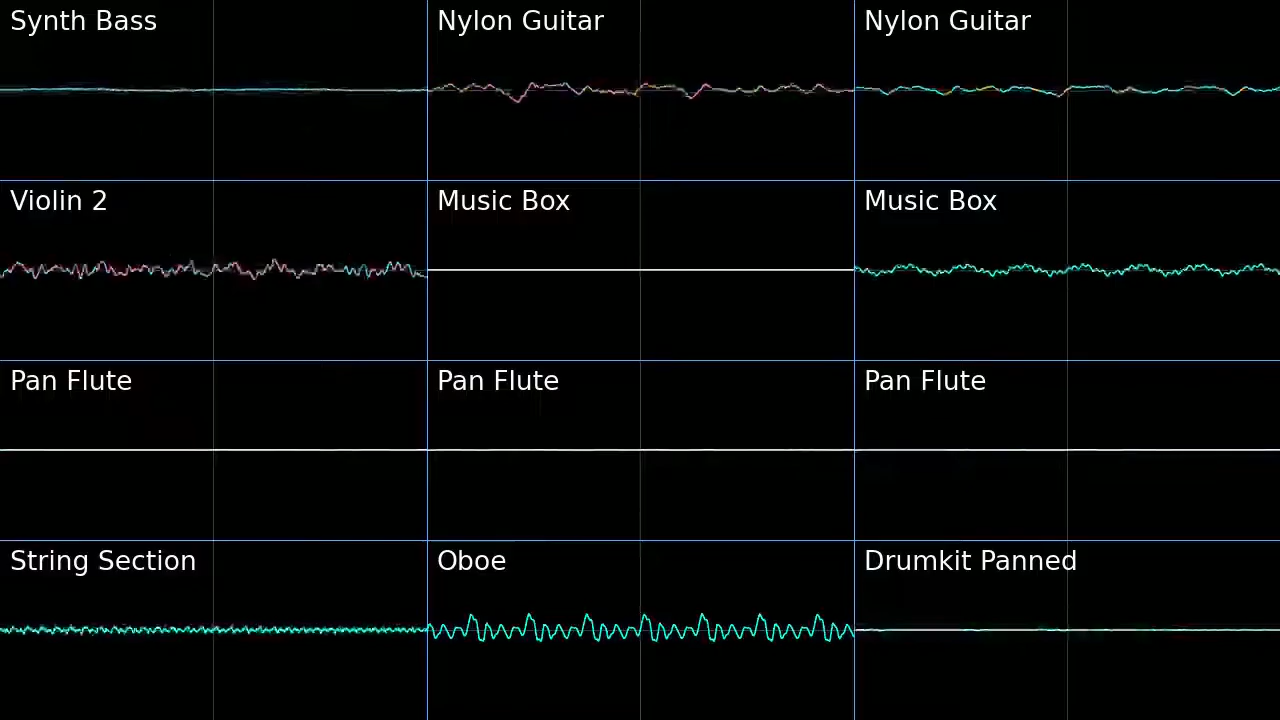 Synth Bass
Nylon Guitar
Nylon Guitar
Violin 2
Music Box
Music Box
Pan Flute
Pan Flute
Pan Flute
String Section
Oboe
Drumkit Panned